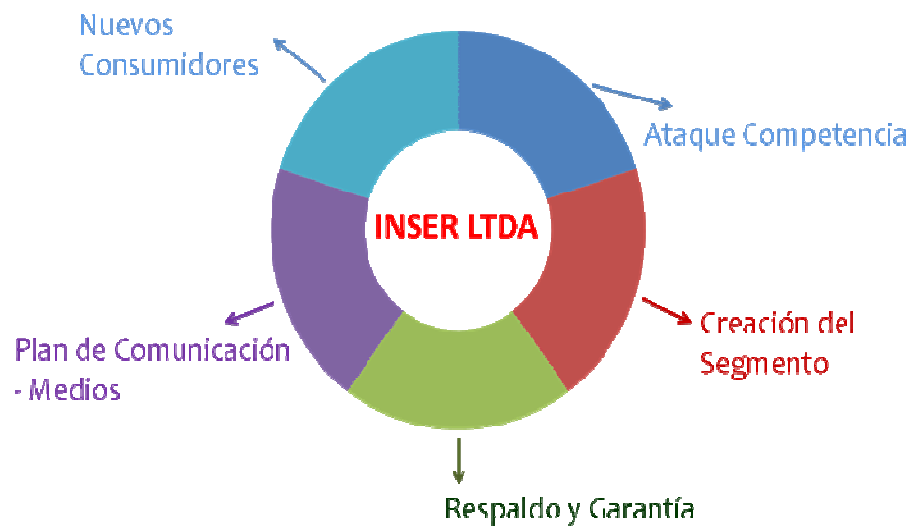 Nuevos
Consumidores
Ataque Competencia
INSER LTDA
Creación del
Segmento
Plan de Comunicación
- Medios
Respaldo y Garantía